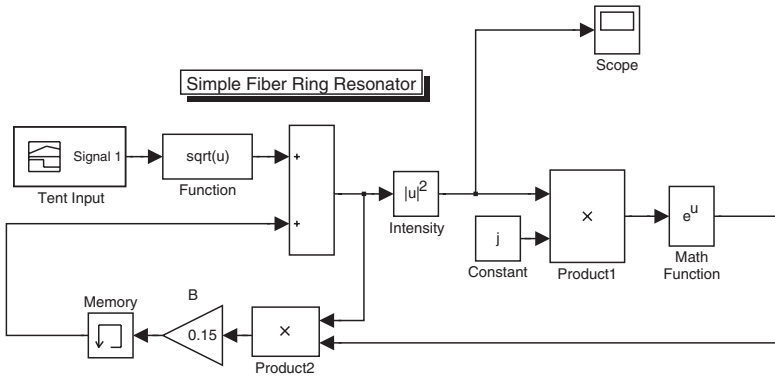 Simple Fiber Ring Resonator
Scope
Signal 1
Tent Input
sqrt(u)
Function
+
+
|u|²
Intensity
j
Constant
×
Product1
e^u
Math
Function
Memory
B
0.15
×
Product2